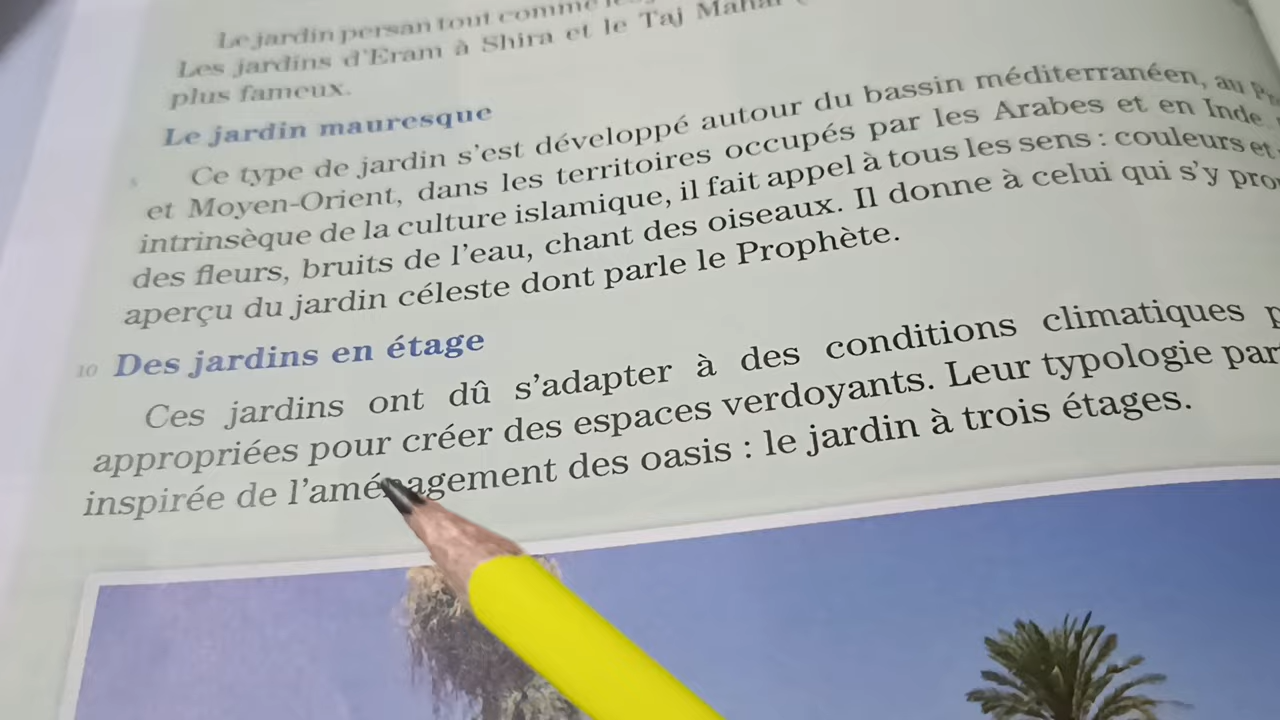 Le jardin persan tout comme
Les jardins d'Eram à Shira et le Taj Mahal
plus fameux.
Le jardin mauresque
5 Ce type de jardin s'est développé autour du bassin méditerranéen, au
et Moyen-Orient, dans les territoires occupés par les Arabes et en Inde
intrinsèque de la culture islamique, il fait appel à tous les sens : couleurs et
des fleurs, bruits de l'eau, chant des oiseaux. Il donne à celui qui s'y
aperçu du jardin céleste dont parle le Prophète.
10 Des jardins en étage
Ces jardins ont dû s'adapter à des conditions climatiques
appropriées pour créer des espaces verdoyants. Leur typologie
inspirée de l'aménagement des oasis : le jardin à trois étages.